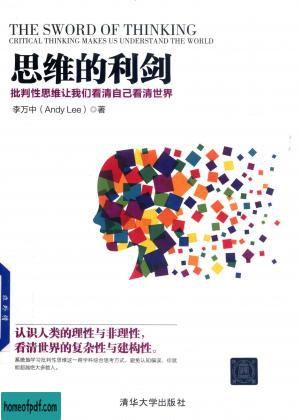 THE SWORD OF THINKING
CRITICAL THINKING MAKES US UNDERSTAND THE WORLD
思维的利剑
批判性思维让我们看清自己看清世界
李万中（Andy Lee）◎著
认识人类的理性与非理性，
看清世界的复杂性与建构性。
清华大学出版社
homeofpdf.com